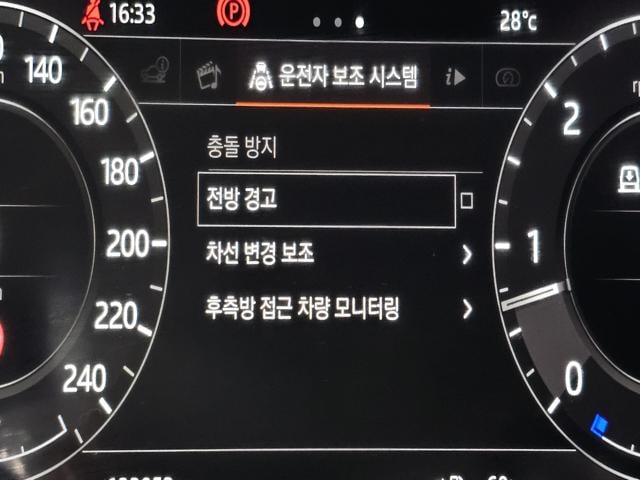 16:33
28°c
운전자 보조 시스템
i
충돌 방지
전방 경고
차선 변경 보조
후측방 접근 차량 모니터링
140
160
180
200
220
240
2
1
0
P